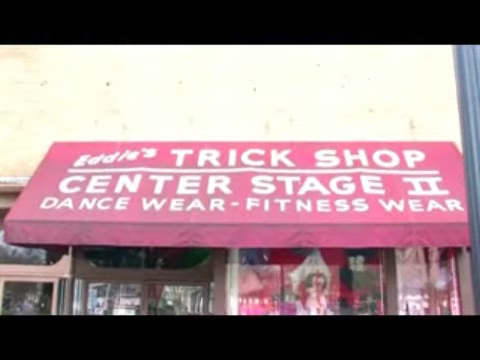 Eddie's TRICK SHOP
CENTER STAGE II
DANCE WEAR-FITNESS WEAR